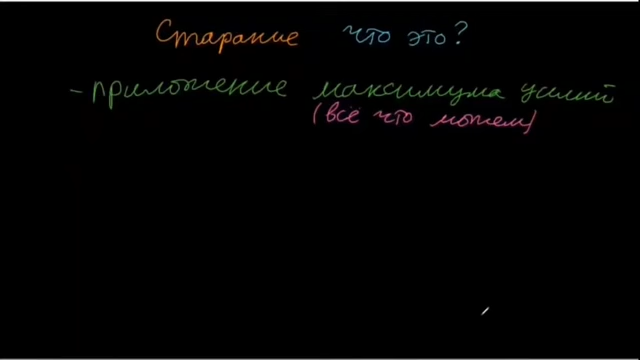 Старание что это?
- приложение максимума усилий
(всё что можем)